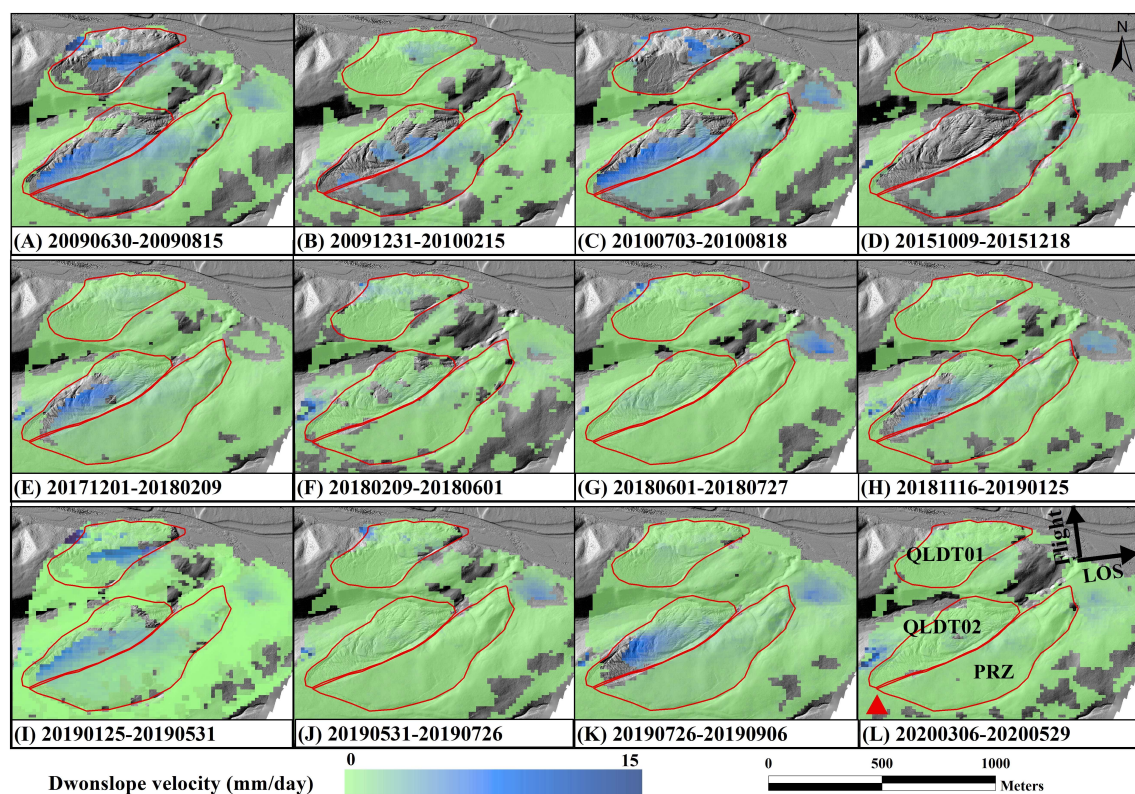 N
(A) 20090630-20090815
(B) 20091231-20100215
(C) 20100703-20100818
(D) 20151009-20151218
(E) 20171201-20180209
(F) 20180209-20180601
(G) 20180601-20180727
(H) 20181116-20190125
Flight
LOS
QLDT01
QLDT02
PRZ
(I) 20190125-20190531
(J) 20190531-20190726
(K) 20190726-20190906
(L) 20200306-20200529
Dwonslope velocity (mm/day)
0 15
0 500 1000
Meters